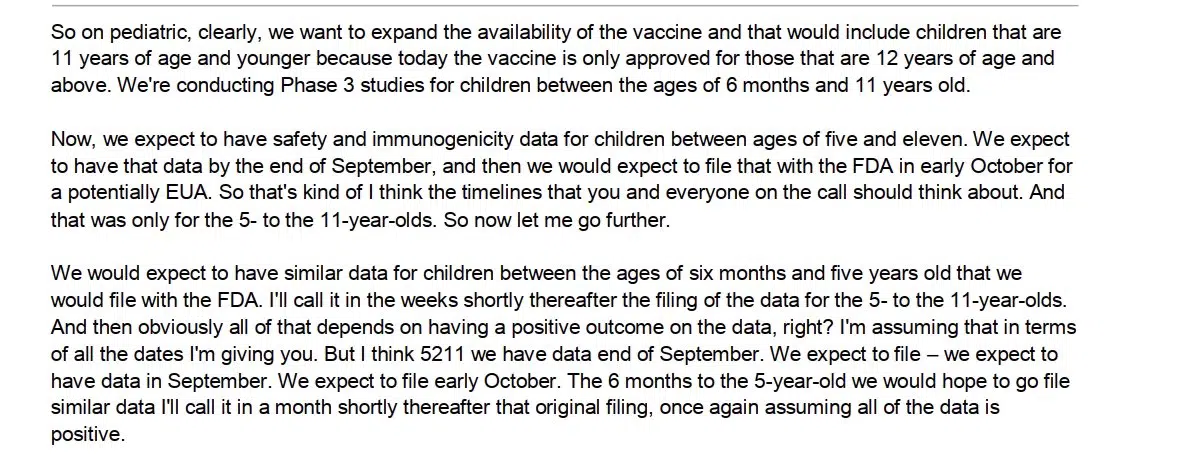 So on pediatric, clearly, we want to expand the availability of the vaccine and that would include children that are
11 years of age and younger because today the vaccine is only approved for those that are 12 years of age and
above. We're conducting Phase 3 studies for children between the ages of 6 months and 11 years old.
Now, we expect to have safety and immunogenicity data for children between ages of five and eleven. We expect
to have that data by the end of September, and then we would expect to file that with the FDA in early October for
a potentially EUA. So that's kind of I think the timelines that you and everyone on the call should think about. And
that was only for the 5- to the 11-year-olds. So now let me go further.
We would expect to have similar data for children between the ages of six months and five years old that we
would file with the FDA. I'll call it in the weeks shortly thereafter the filing of the data for the 5- to the 11-year-olds.
And then obviously all of that depends on having a positive outcome on the data, right? I'm assuming that in terms
of all the dates I'm giving you. But I think 5211 we have data end of September. We expect to file – we expect to
have data in September. We expect to file early October. The 6 months to the 5-year-old we would hope to go file
similar data I'll call it in a month shortly thereafter that original filing, once again assuming all of the data is
positive.